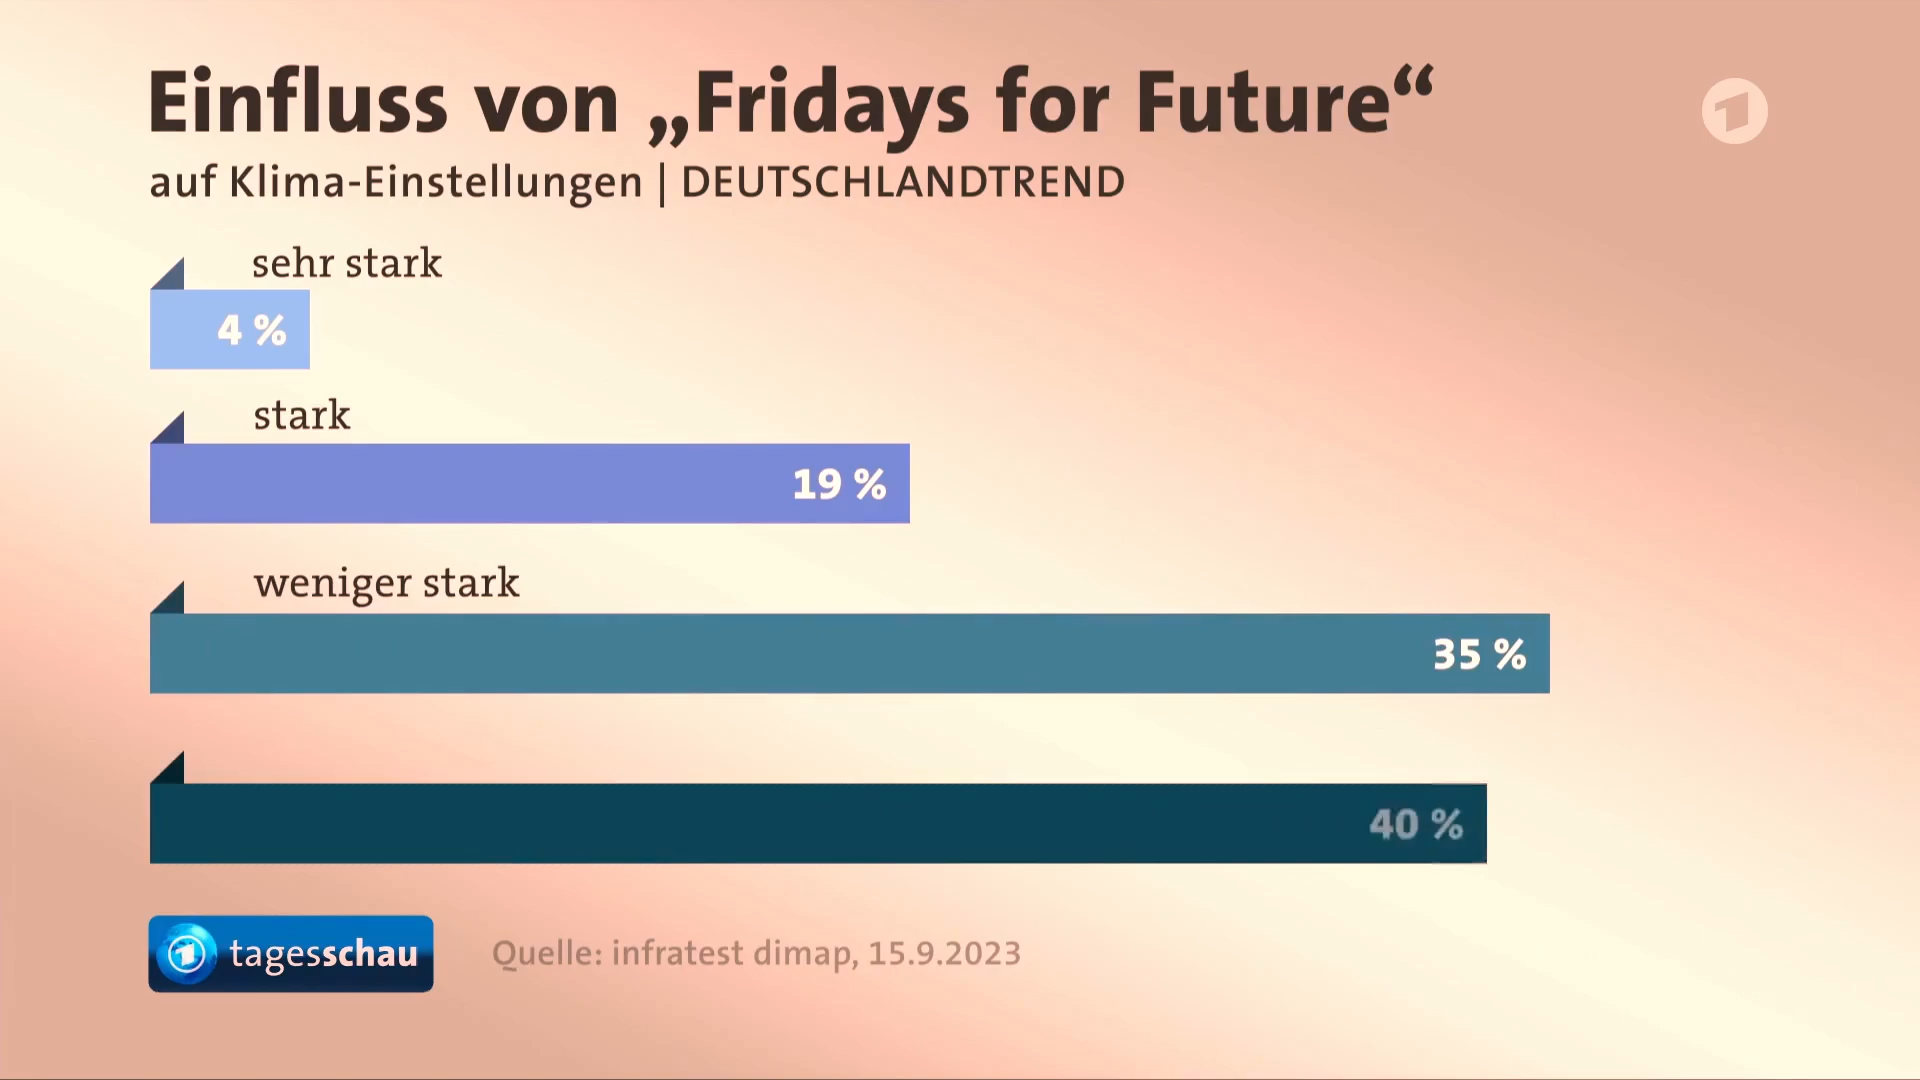 Einfluss von „Fridays for Future“
auf Klima-Einstellungen | DEUTSCHLANDTREND
sehr stark
4 %
stark
19 %
weniger stark
35 %
40 %
tagesschau
Quelle: infratest dimap, 15.9.2023